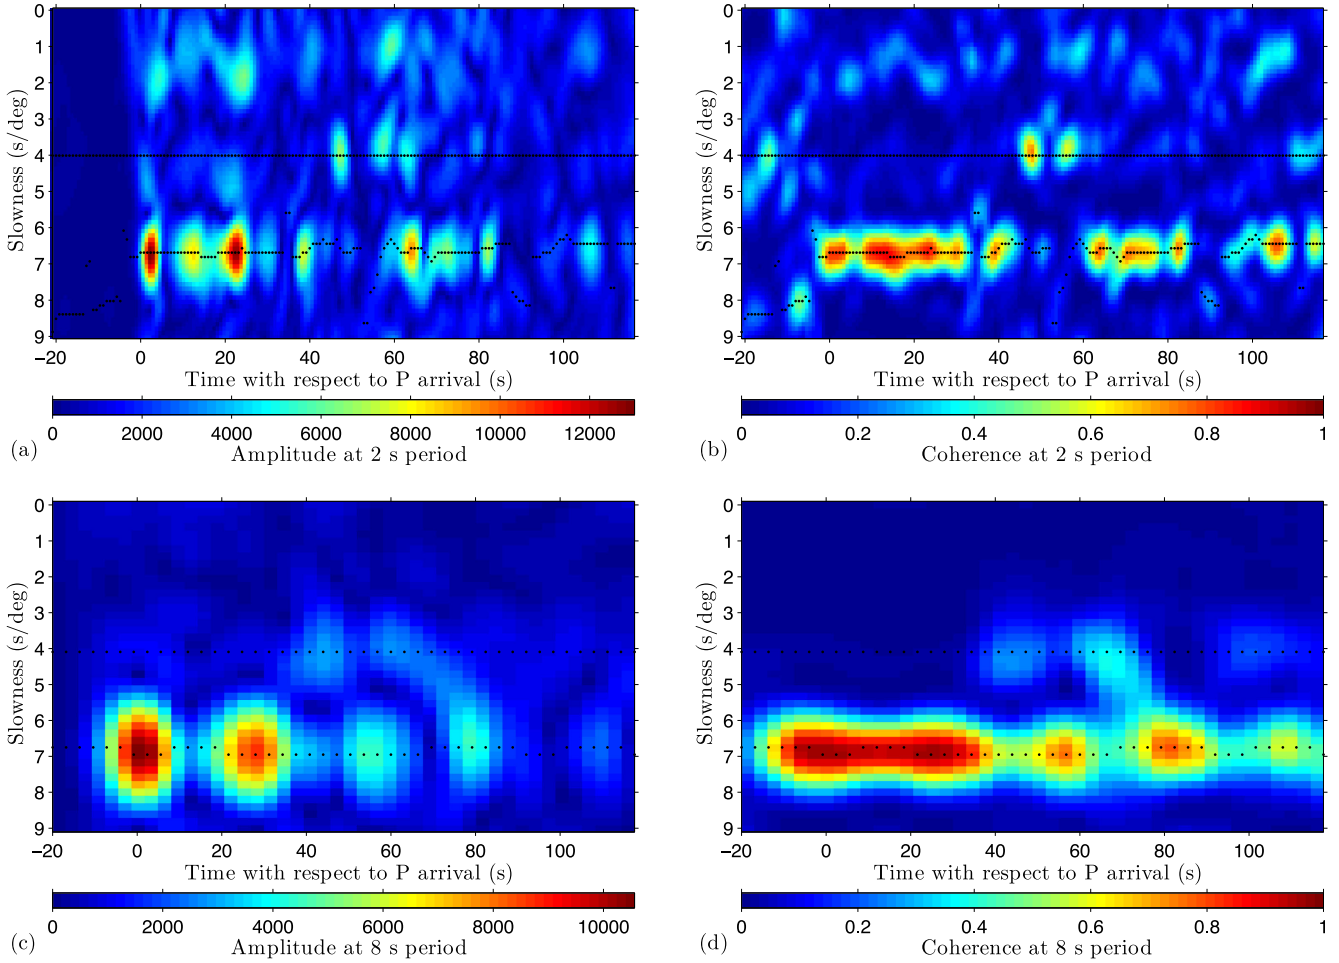 0 1 2 3 4 5 6 7 8 9
Slowness (s/deg)
−20 0 20 40 60 80 100
Time with respect to P arrival (s)
0 2000 4000 6000 8000 10000 12000
(a) Amplitude at 2 s period
0 1 2 3 4 5 6 7 8 9
Slowness (s/deg)
−20 0 20 40 60 80 100
Time with respect to P arrival (s)
0 0.2 0.4 0.6 0.8 1
(b) Coherence at 2 s period
0 1 2 3 4 5 6 7 8 9
Slowness (s/deg)
−20 0 20 40 60 80 100
Time with respect to P arrival (s)
0 2000 4000 6000 8000 10000
(c) Amplitude at 8 s period
0 1 2 3 4 5 6 7 8 9
Slowness (s/deg)
−20 0 20 40 60 80 100
Time with respect to P arrival (s)
0 0.2 0.4 0.6 0.8 1
(d) Coherence at 8 s period